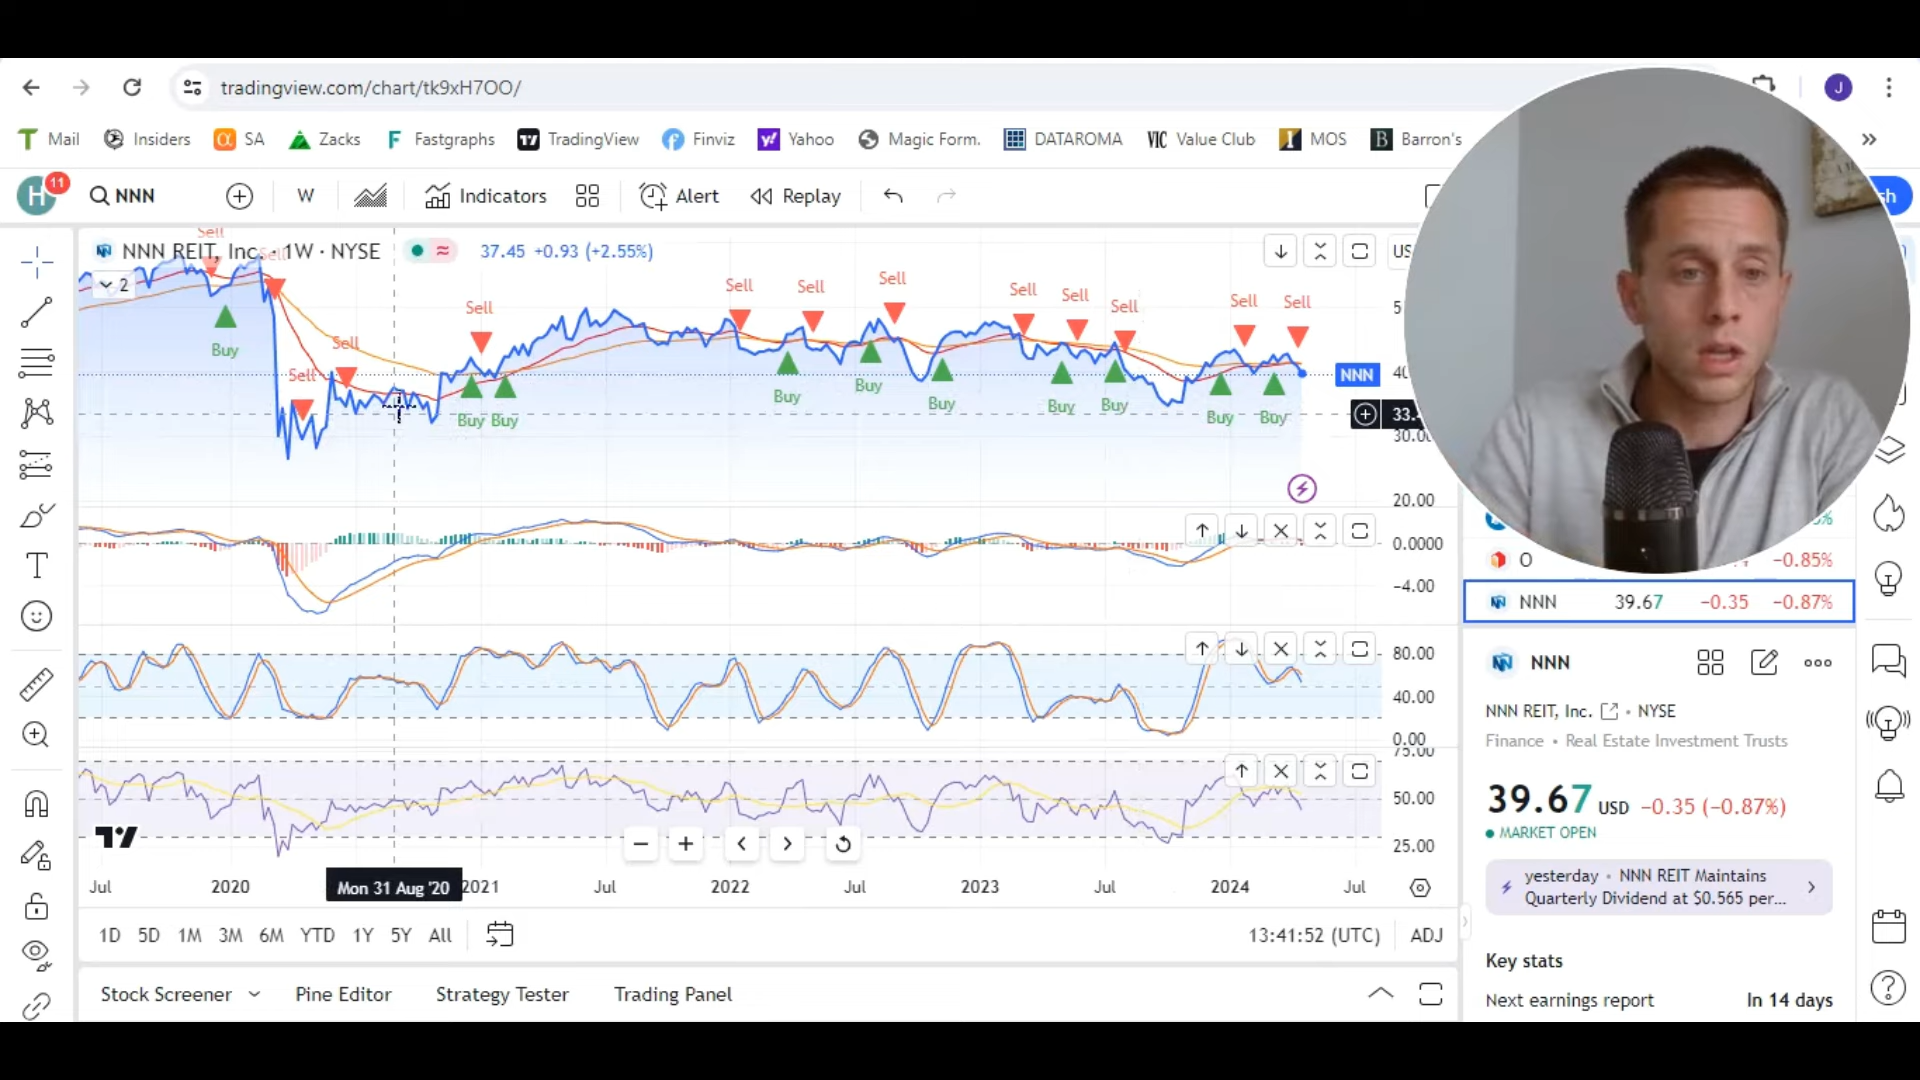 tradingview.com/chart/tk9xH7OO/
J
Mail Insiders SA Zacks Fastgraphs TradingView Finviz Yahoo Magic Form. DATAROMA VIC Value Club MOS Barron's
H 11 NNN W Indicators Alert Replay
NNN REIT, Inc. · 1W · NYSE 37.45 +0.93 (+2.55%)
2
Sell
Sell
Sell
Sell
Sell
Sell
Sell
Sell
Sell
Sell
Sell
Sell
Sell
Buy
Buy Buy
Buy
Buy
Buy
Buy
Buy
Buy
Buy
NNN
30.00
20.00
0.0000
−4.00
80.00
40.00
0.00
75.00
50.00
25.00
Jul 2020 Mon 31 Aug '20 2021 Jul 2022 Jul 2023 Jul 2024 Jul
1D 5D 1M 3M 6M YTD 1Y 5Y All 13:41:52 (UTC) ADJ
Stock Screener Pine Editor Strategy Tester Trading Panel
O −0.85%
NNN 39.67 −0.35 −0.87%
NNN
NNN REIT, Inc. • NYSE
Finance • Real Estate Investment Trusts
39.67 USD −0.35 (−0.87%)
MARKET OPEN
yesterday • NNN REIT Maintains
Quarterly Dividend at $0.565 per...
Key stats
Next earnings report In 14 days